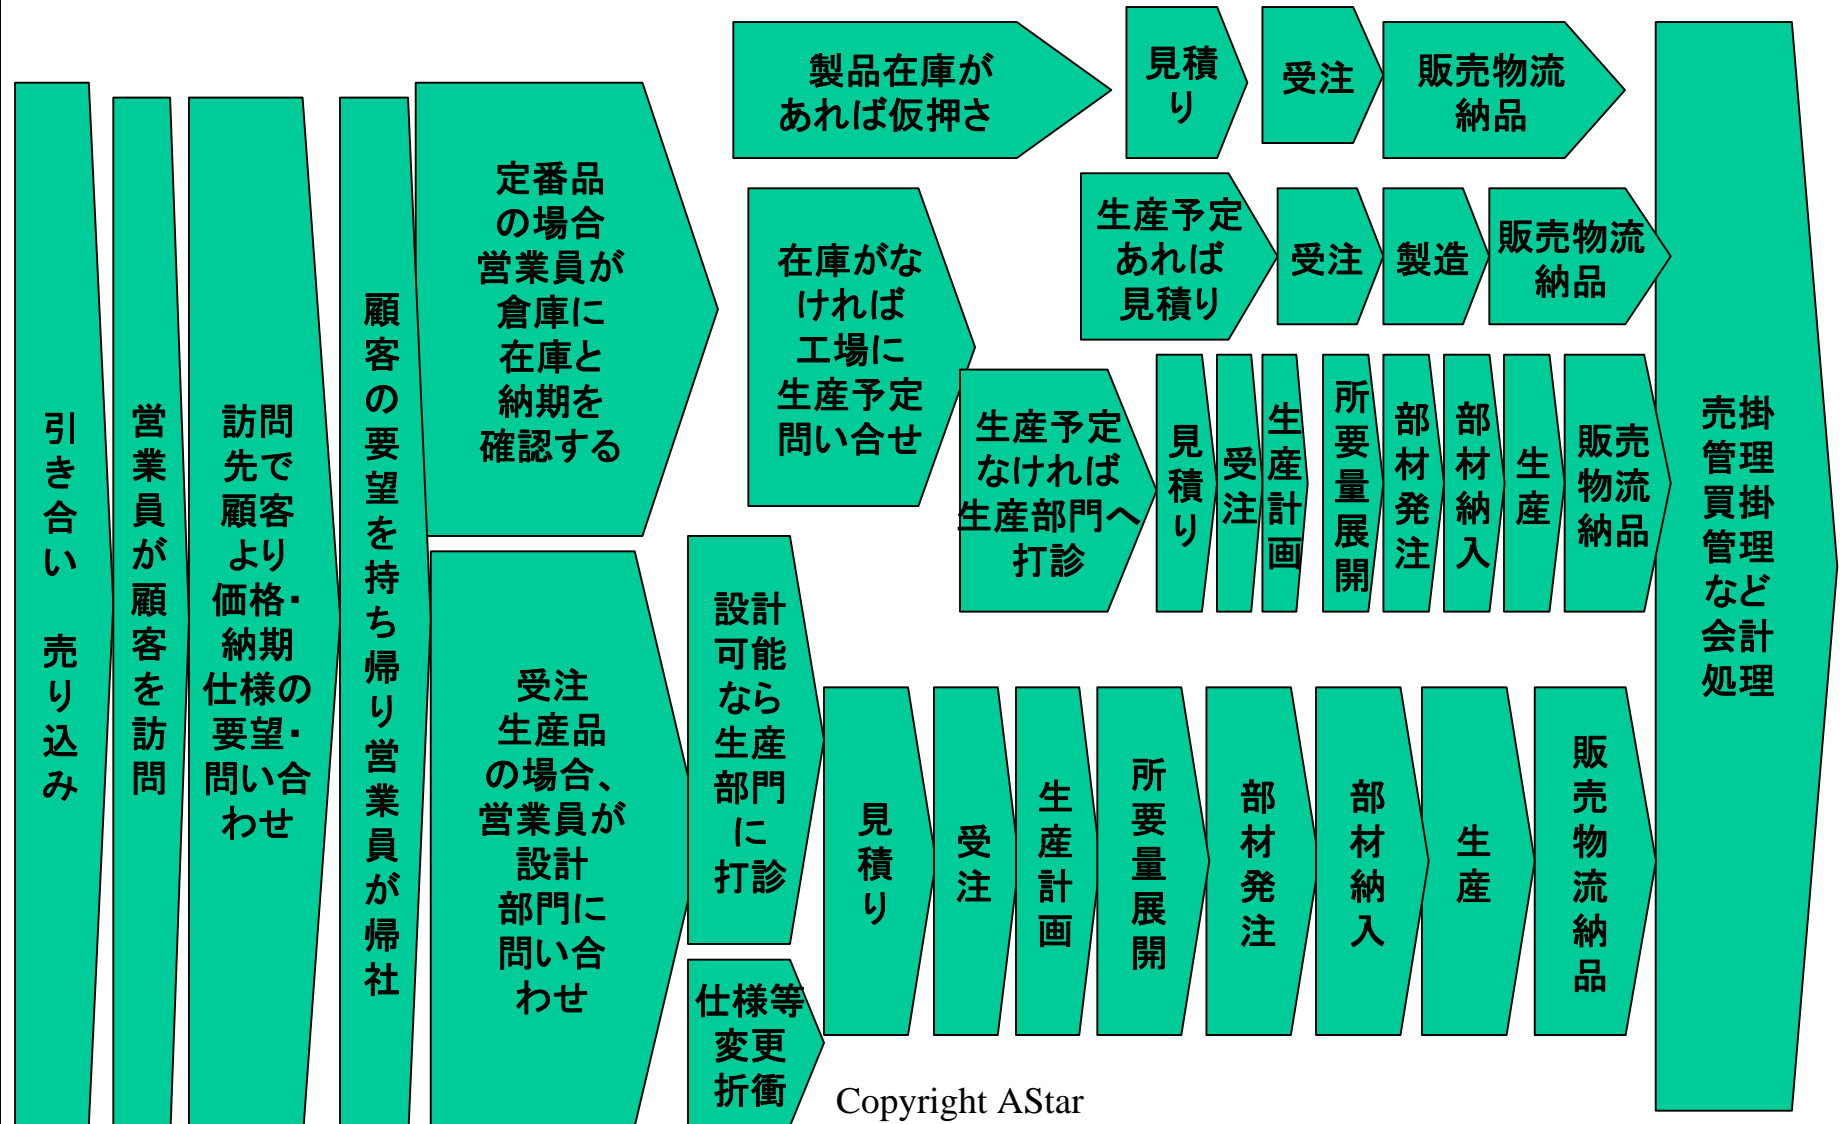 引き合い　売り込み
営業員が顧客を訪問
訪問
先で
顧客
より
価格・
納期
仕様の
要望・
問い合
わせ
顧客の要望を持ち帰り営業員が帰社
定番品
の場合
営業員が
倉庫に
在庫と
納期を
確認する
製品在庫が
あれば仮押さ
見積
り
受注
販売物流
納品
在庫がな
ければ
工場に
生産予定
問い合せ
生産予定
あれば
見積り
受注
製造
販売物流
納品
生産予定
なければ
生産部門へ
打診
見積り
受注
生産計画
所要量展開
部材発注
部材納入
生産
販売
物流
納品
受注
生産品
の場合、
営業員が
設計
部門に
問い合
わせ
設計
可能
なら
生産
部門
に
打診
仕様等
変更
折衝
見積り
受注
生産計画
所要量展開
部材発注
部材納入
生産
販売物流納品
売掛
管理
買掛
管理
など
会計
処理
Copyright AStar